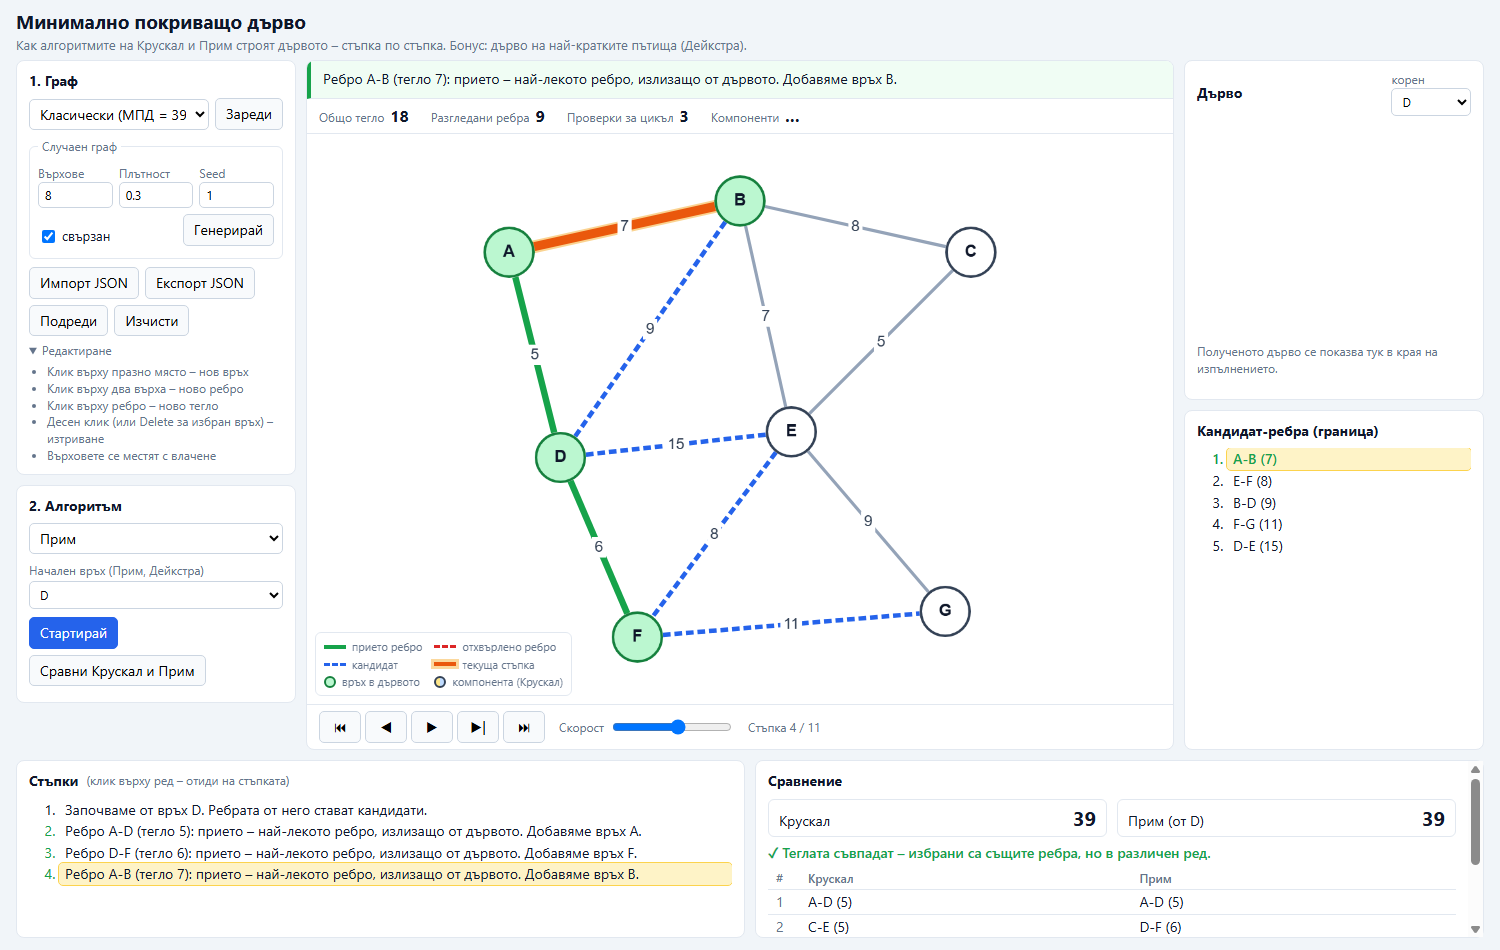 Минимално покриващо дърво
Как алгоритмите на Крускал и Прим строят дървото – стъпка по стъпка. Бонус: дърво на най-кратките пътища (Дейкстра).
1. Граф
Класически (МПД = 39
Зареди
Случаен граф
Върхове
Плътност
Seed
8
0.3
1
свързан
Генерирай
Импорт JSON
Експорт JSON
Подреди
Изчисти
▼ Редактиране
• Клик върху празно място – нов връх
• Клик върху два върха – ново ребро
• Клик върху ребро – ново тегло
• Десен клик (или Delete за избран връх) –
изтриване
• Върховете се местят с влачене
2. Алгоритъм
Прим
Начален връх (Прим, Дейкстра)
D
Стартирай
Сравни Крускал и Прим
Ребро A-B (тегло 7): прието – най-лекото ребро, излизащо от дървото. Добавяме връх B.
Общо тегло 18 Разгледани ребра 9 Проверки за цикъл 3 Компоненти ...
B
7
8
A
C
9
7
5
5
E
15
D
8
9
6
G
11
F
прието ребро
отхвърлено ребро
кандидат
текуща стъпка
връх в дървото
компонента (Крускал)
Скорост
Стъпка 4 / 11
Дърво
корен
D
Полученото дърво се показва тук в края на
изпълнението.
Кандидат-ребра (граница)
1. A-B (7)
2. E-F (8)
3. B-D (9)
4. F-G (11)
5. D-E (15)
Стъпки (клик върху ред – отиди на стъпката)
1. Започваме от връх D. Ребрата от него стават кандидати.
2. Ребро A-D (тегло 5): прието – най-лекото ребро, излизащо от дървото. Добавяме връх A.
3. Ребро D-F (тегло 6): прието – най-лекото ребро, излизащо от дървото. Добавяме връх F.
4. Ребро A-B (тегло 7): прието – най-лекото ребро, излизащо от дървото. Добавяме връх B.
Сравнение
Крускал 39
Прим (от D) 39
✓ Теглата съвпадат – избрани са същите ребра, но в различен ред.
# Крускал Прим
1 A-D (5) A-D (5)
2 C-E (5) D-F (6)